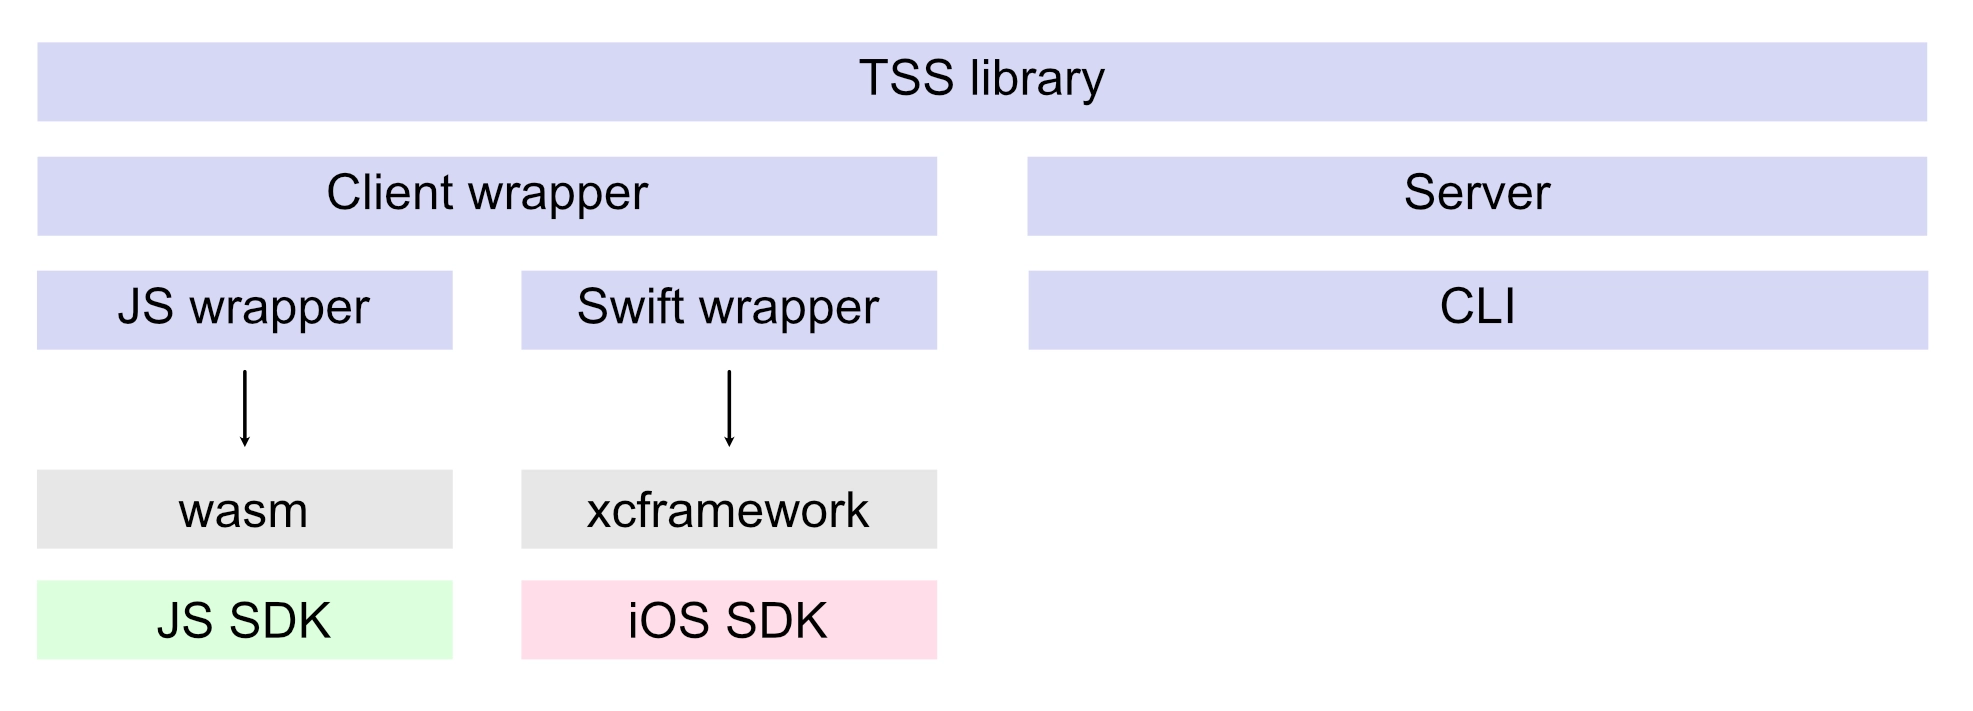 TSS library
Client wrapper
Server
JS wrapper
Swift wrapper
CLI
wasm
xcframework
JS SDK
iOS SDK